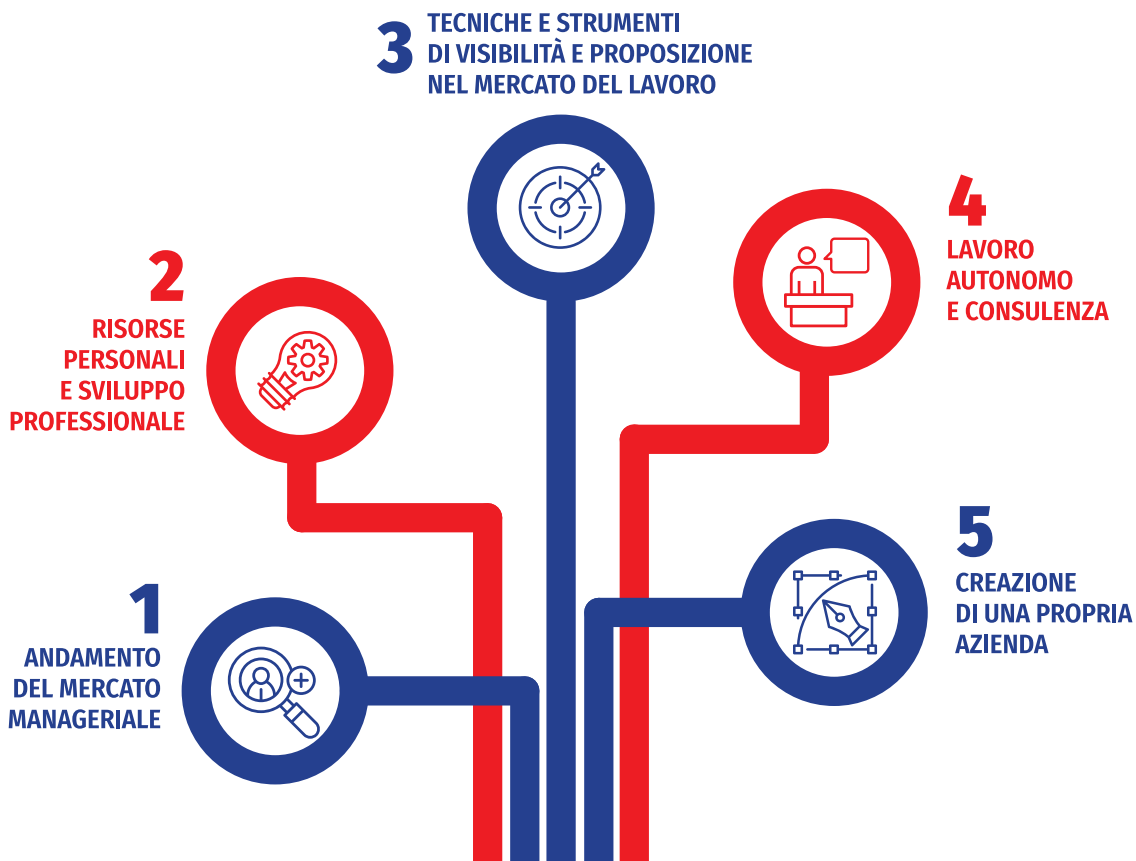 1
ANDAMENTO
DEL MERCATO
MANAGERIALE
2
RISORSE
PERSONALI
E SVILUPPO
PROFESSIONALE
3
TECNICHE E STRUMENTI
DI VISIBILITÀ E PROPOSIZIONE
NEL MERCATO DEL LAVORO
4
LAVORO
AUTONOMO
E CONSULENZA
5
CREAZIONE
DI UNA PROPRIA
AZIENDA